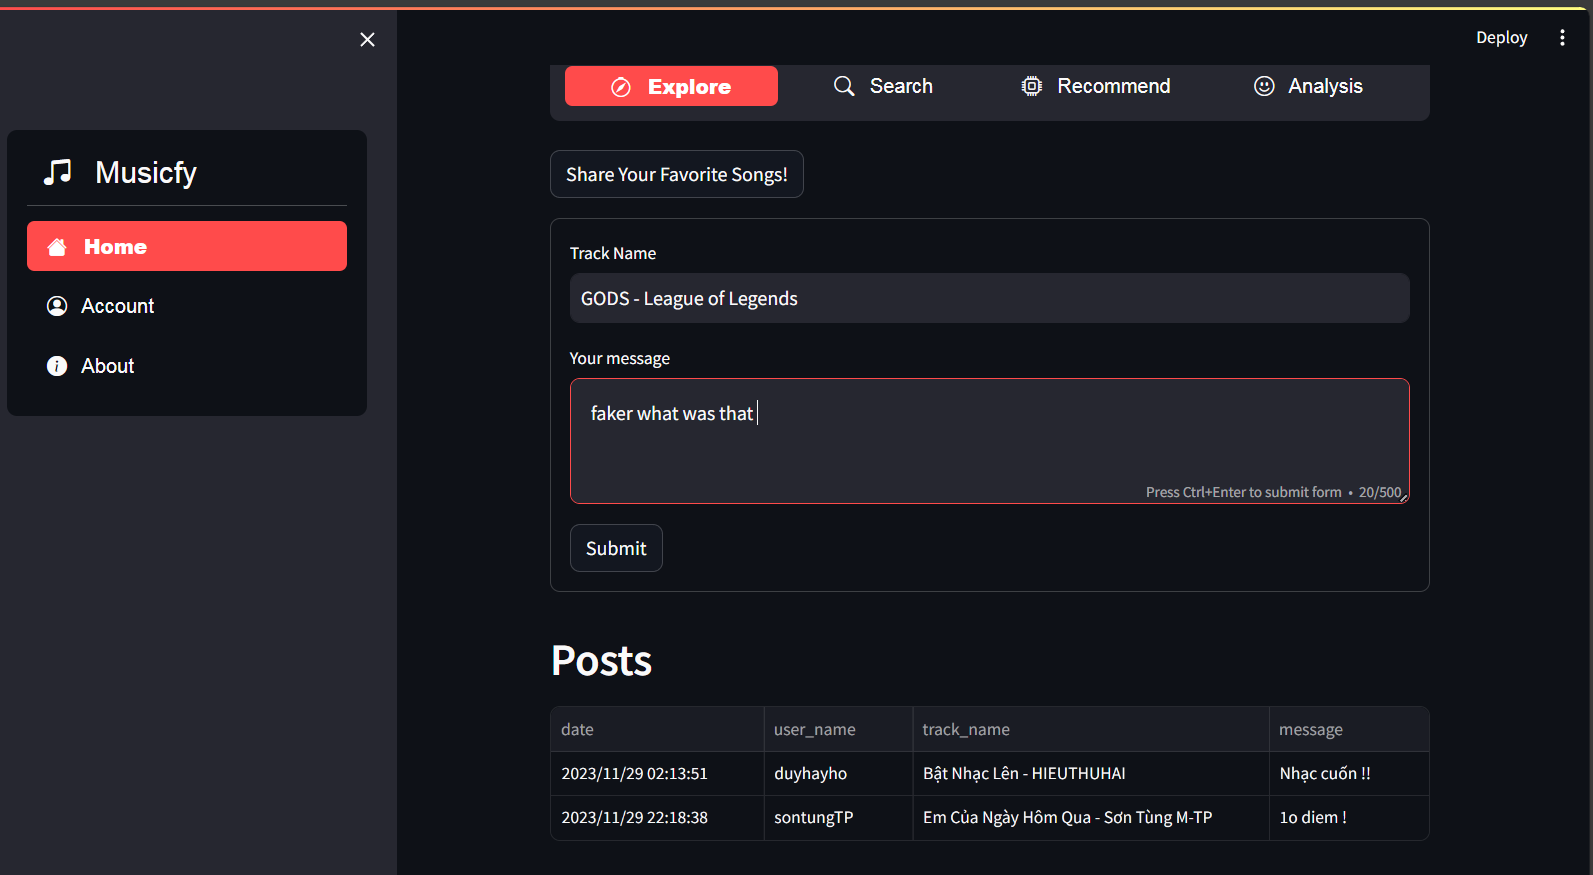 Deploy
Musicfy
Home
Account
About
Explore
Search
Recommend
Analysis
Share Your Favorite Songs!
Track Name
GODS - League of Legends
Your message
faker what was that
Press Ctrl+Enter to submit form • 20/500
Submit
Posts
date user_name track_name message
2023/11/29 02:13:51 duyhayho Bật Nhạc Lên - HIEUTHUHAI Nhạc cuốn !!
2023/11/29 22:18:38 sontungTP Em Của Ngày Hôm Qua - Sơn Tùng M-TP 1o diem !